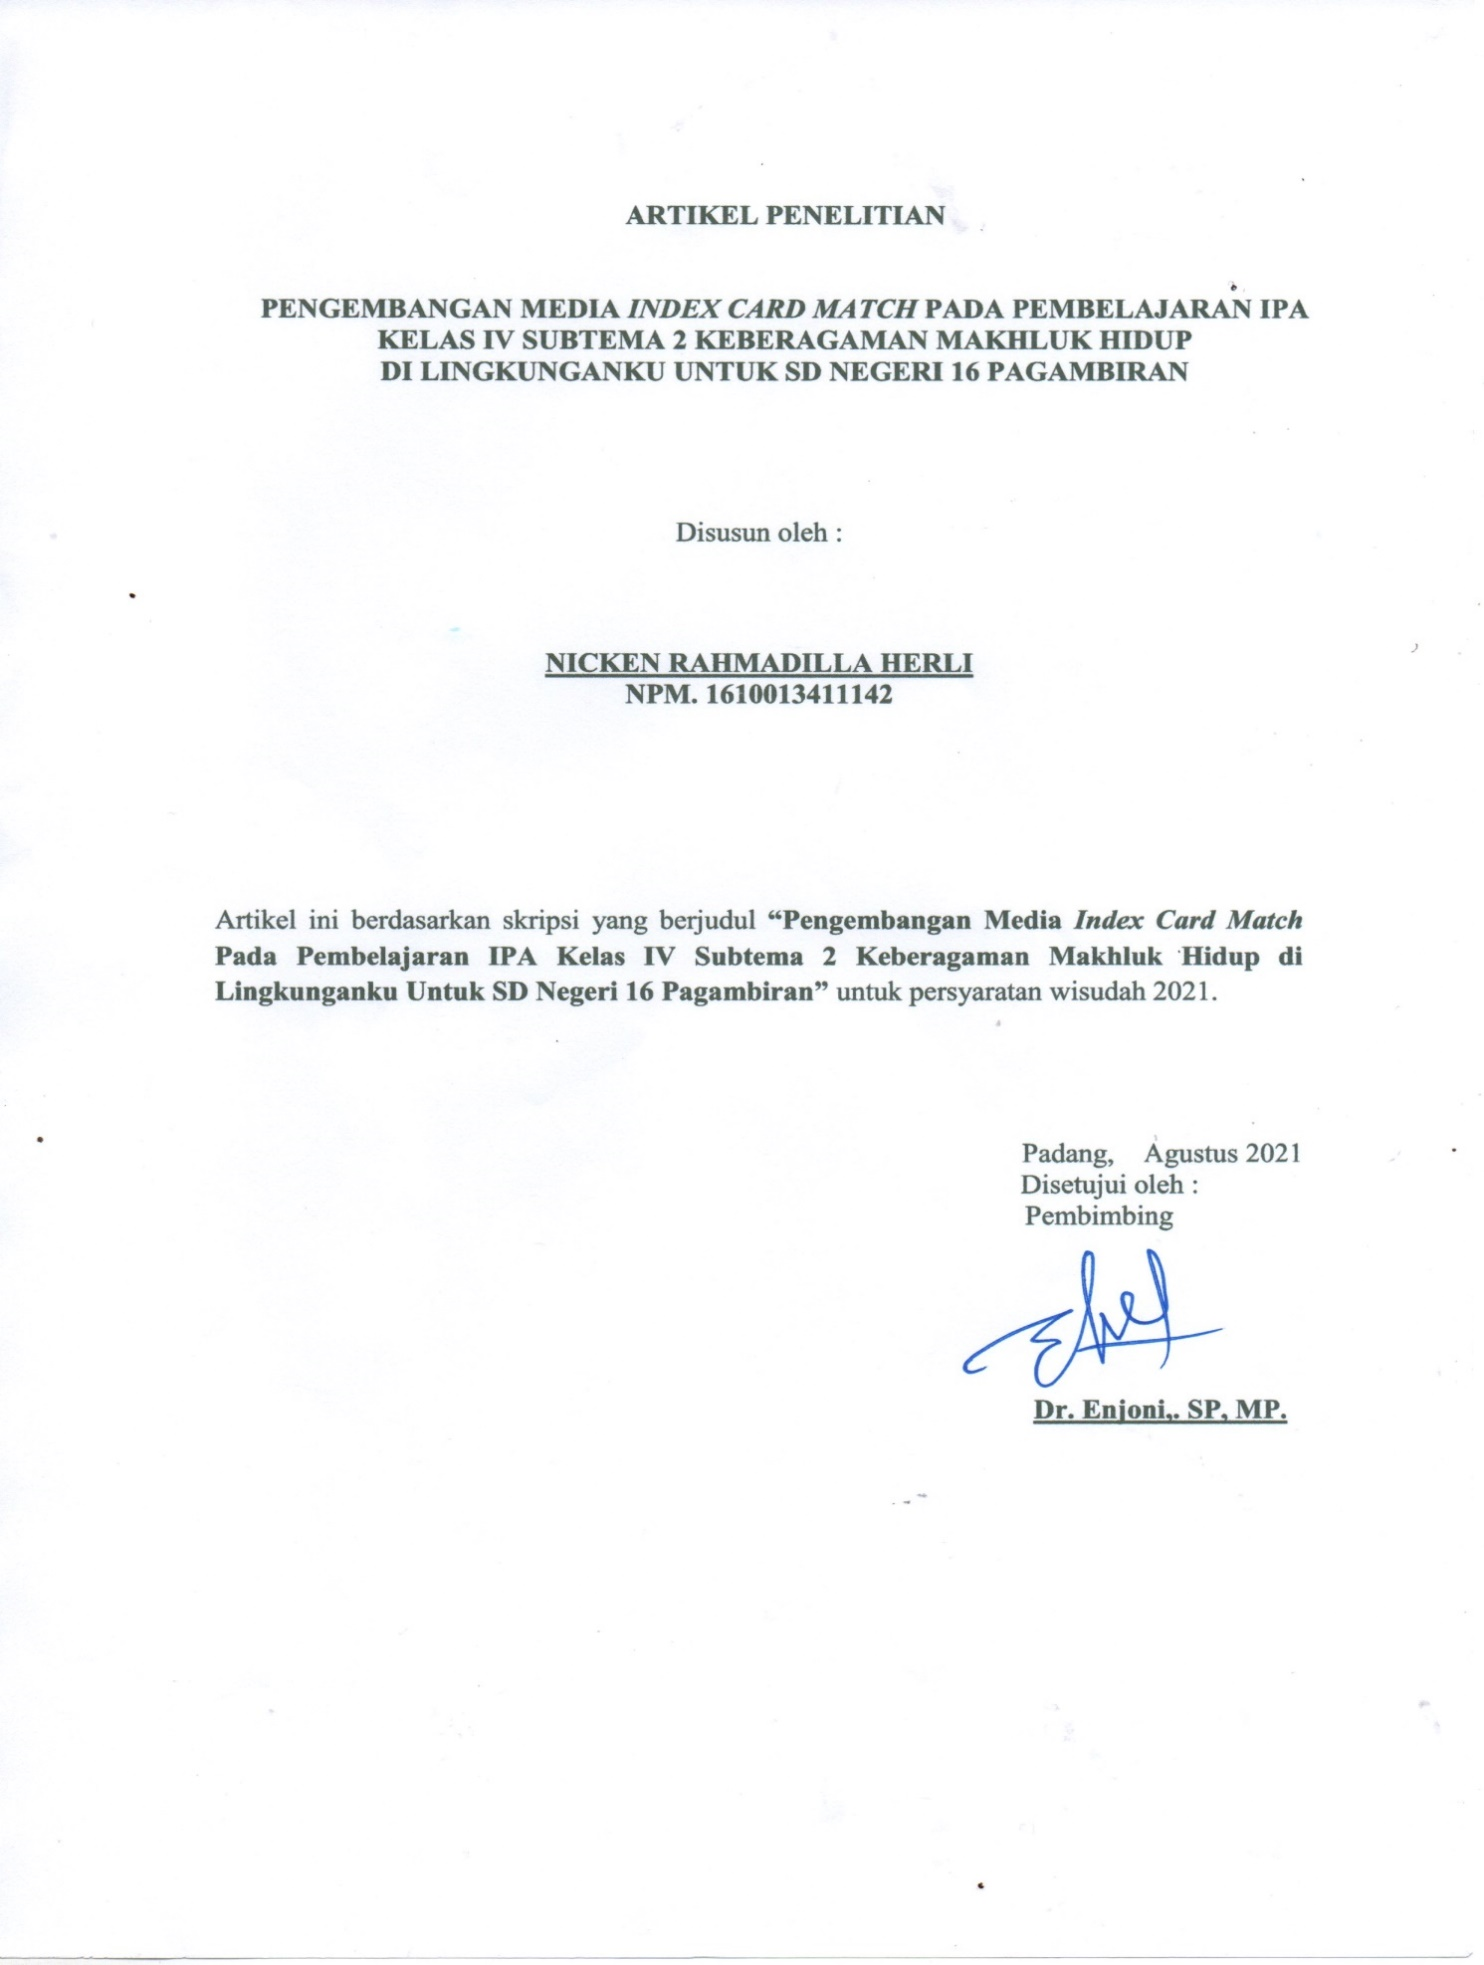 ARTIKEL PENELITIAN
PENGEMBANGAN MEDIA INDEX CARD MATCH PADA PEMBELAJARAN IPA
KELAS IV SUBTEMA 2 KEBERAGAMAN MAKHLUK HIDUP
DI LINGKUNGANKU UNTUK SD NEGERI 16 PAGAMBIRAN
Disusun oleh :
NICKEN RAHMADILLA HERLI
NPM. 1610013411142
Artikel ini berdasarkan skripsi yang berjudul “Pengembangan Media Index Card Match
Pada Pembelajaran IPA Kelas IV Subtema 2 Keberagaman Makhluk Hidup di
Lingkunganku Untuk SD Negeri 16 Pagambiran” untuk persyaratan wisudah 2021.
Padang, Agustus 2021
Disetujui oleh :
Pembimbing
Dr. Enjoni,. SP, MP.